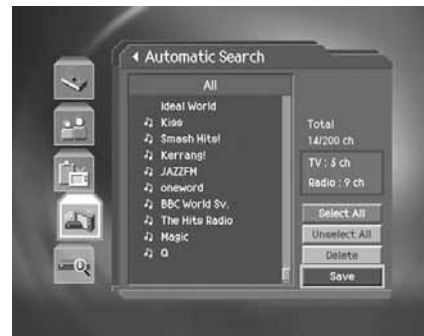 Automatic Search
All
Ideal World
Kiss
Smash Hits!
Kerrang!
JAZZFM
oneword
BBC World Sv.
The Hits Radio
Magic
Q
Total
14/200 ch
TV : 5 ch
Radio : 9 ch
Select All
Unselect All
Delete
Save